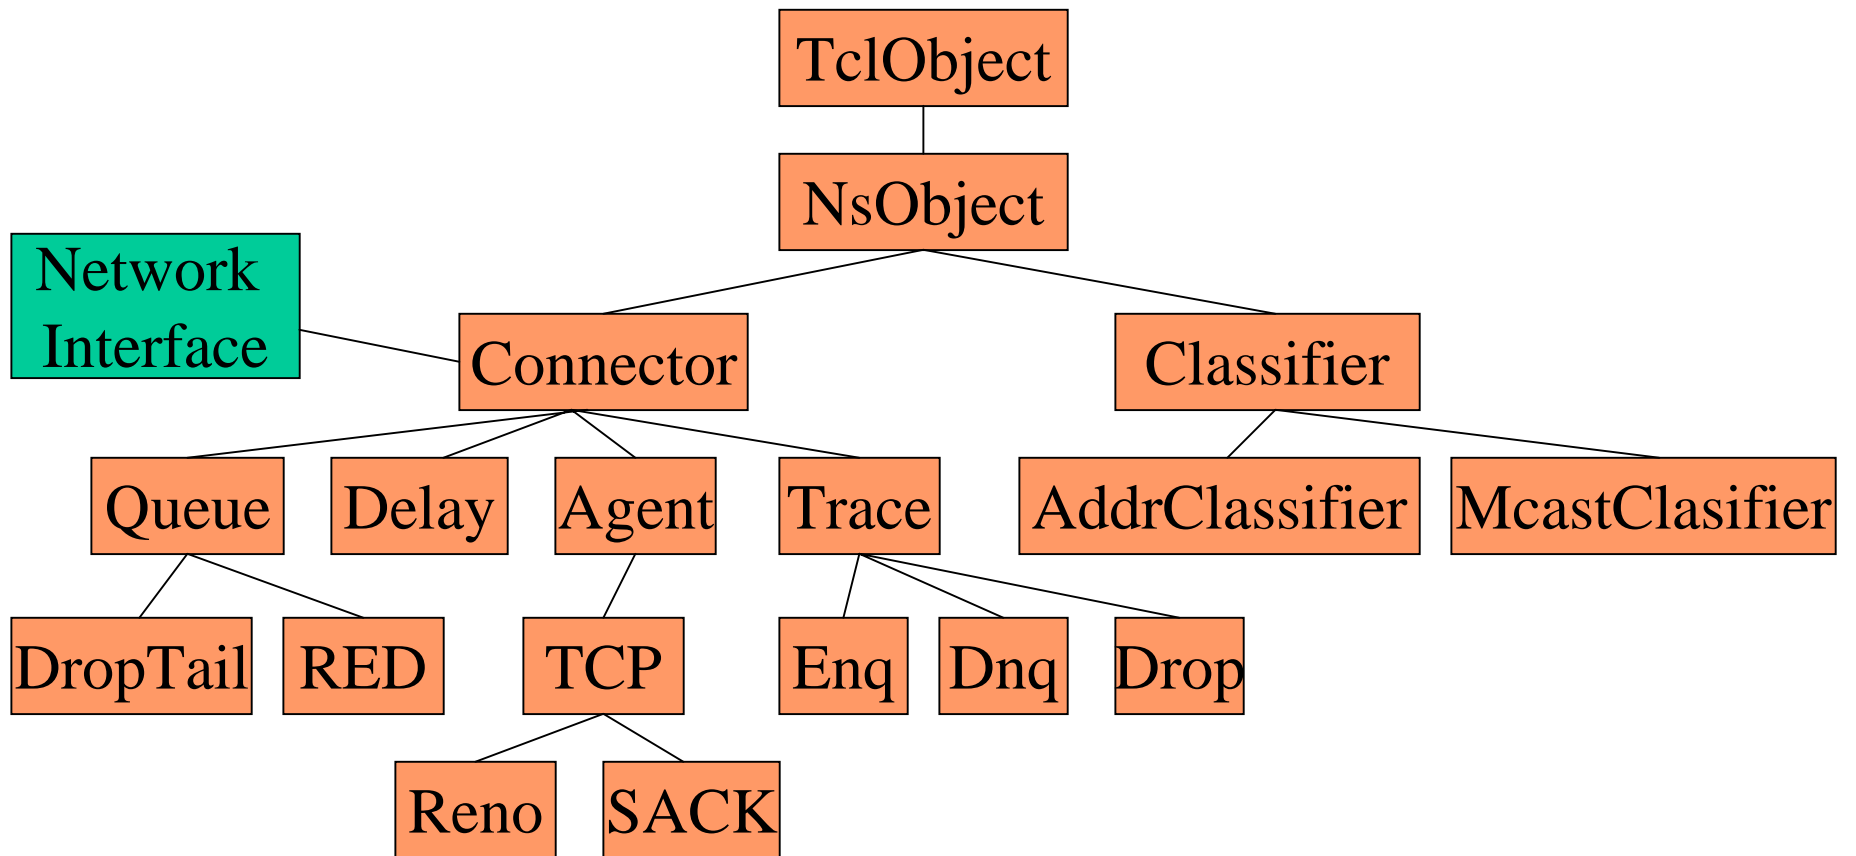 TclObject
NsObject
Network
Interface
Connector
Classifier
Queue
Delay
Agent
Trace
AddrClassifier
McastClasifier
DropTail
RED
TCP
Enq
Dnq
Drop
Reno
SACK